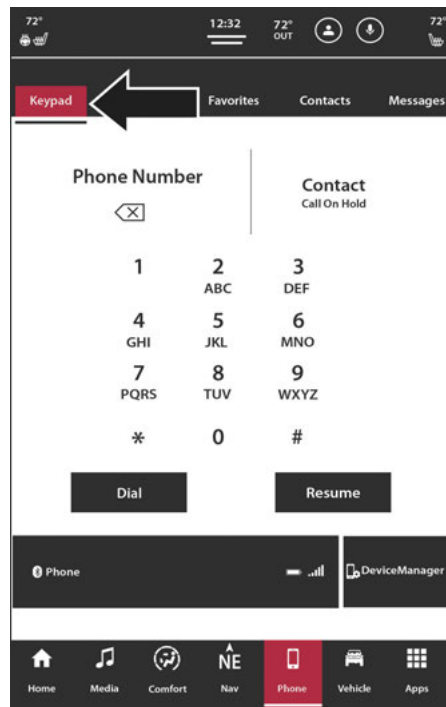 72° 12:32 72° OUT 72°
Keypad Favorites Contacts Messages
Phone Number
Contact
Call On Hold
1 2 3
ABC DEF
4 5 6
GHI JKL MNO
7 8 9
PQRS TUV WXYZ
* 0 #
Dial Resume
Phone DeviceManager
NE
Home Media Comfort Nav Phone Vehicle Apps